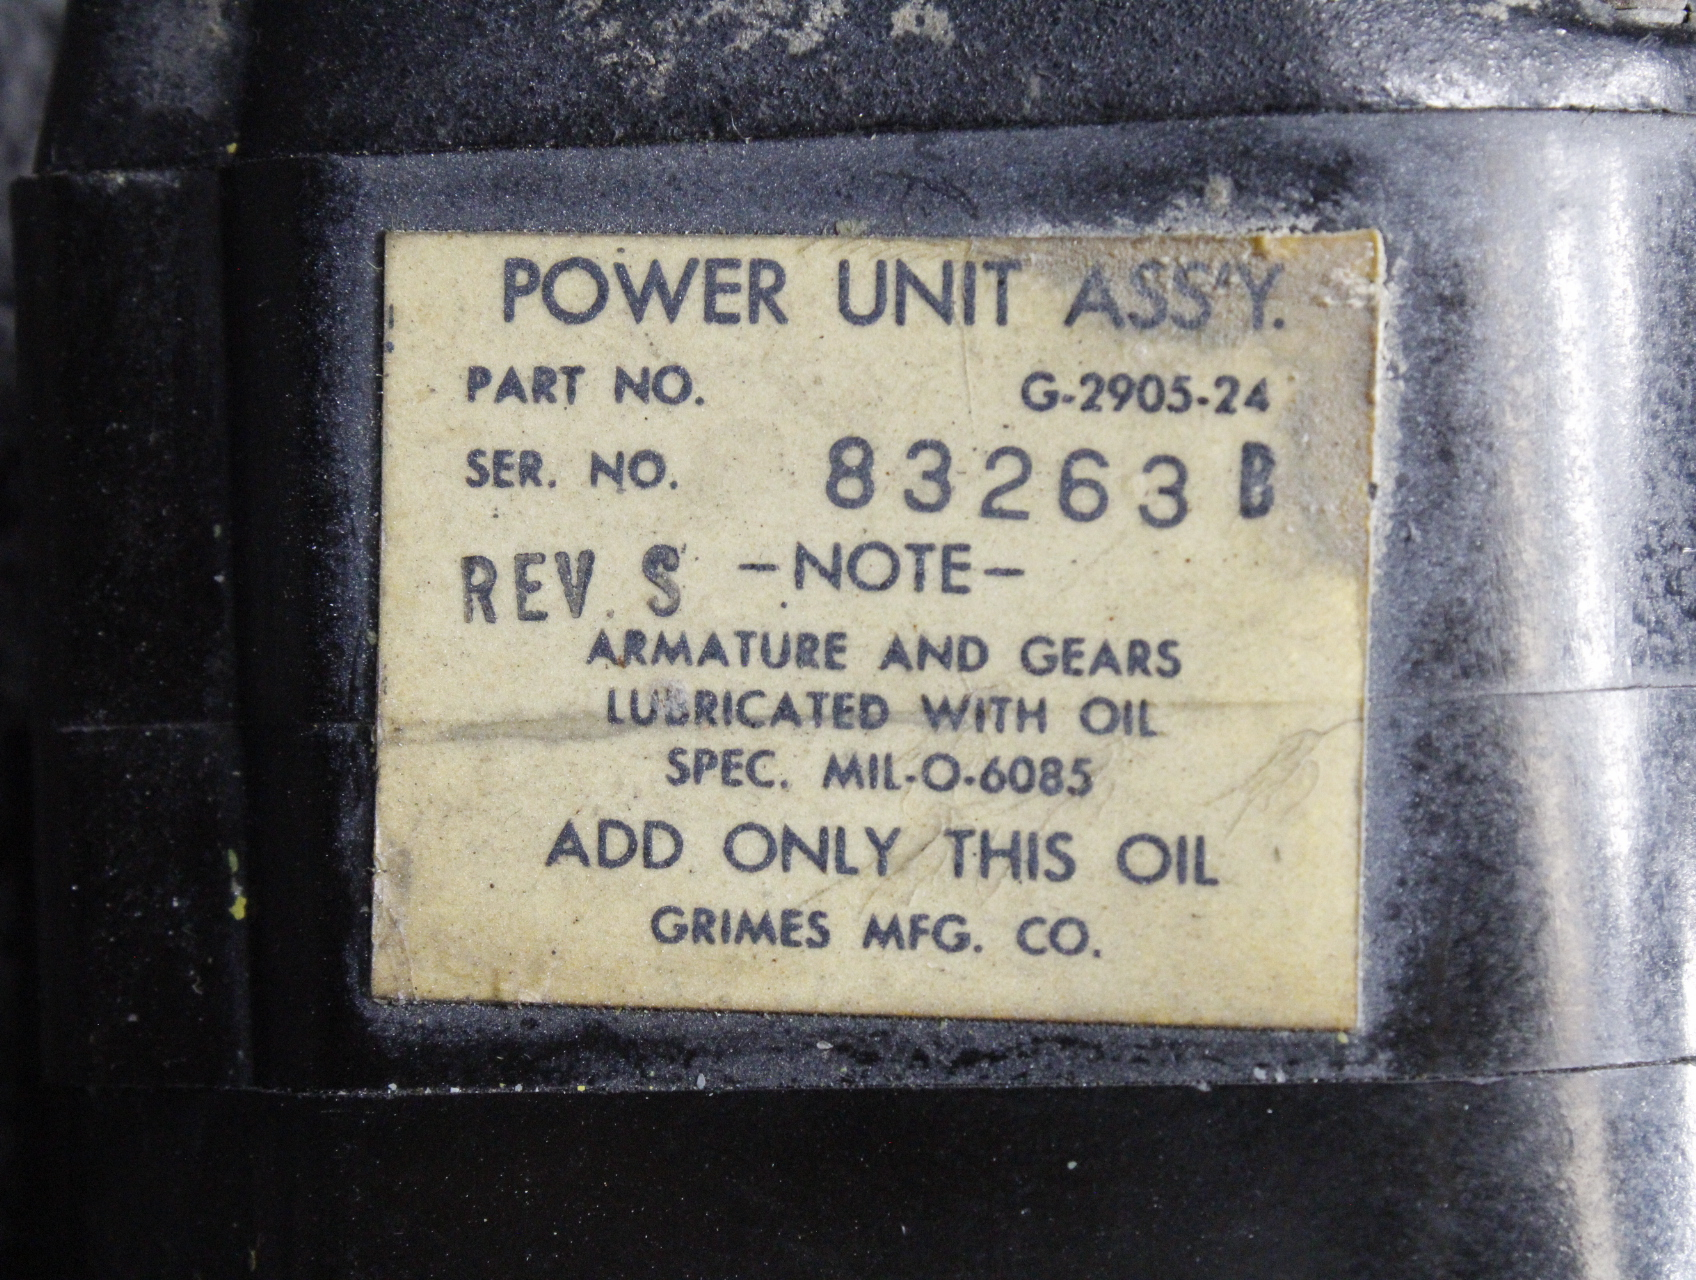 POWER UNIT ASS'Y.
PART NO. G-2905-24
SER. NO. 83263 B
REV. S -NOTE-
ARMATURE AND GEARS
LUBRICATED WITH OIL
SPEC. MIL-O-6085
ADD ONLY THIS OIL
GRIMES MFG. CO.